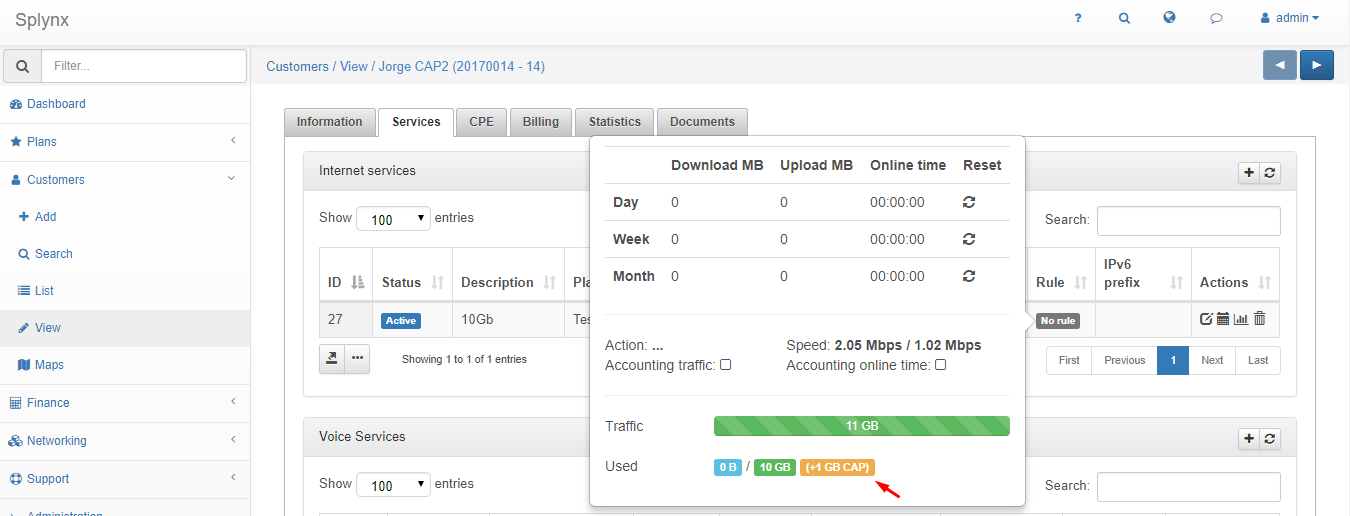 Splynx
?
admin
Filter...
Customers / View / Jorge CAP2 (20170014 - 14)
Dashboard
Plans
Customers
Add
Search
List
View
Maps
Finance
Networking
Support
Information Services CPE Billing Statistics Documents
Internet services
Show 100 entries
Search:
ID Status Description Rule IPv6 prefix Actions
27 Active 10Gb No rule
Showing 1 to 1 of 1 entries
First Previous 1 Next Last
Download MB Upload MB Online time Reset
Day 0 0 00:00:00
Week 0 0 00:00:00
Month 0 0 00:00:00
Action: ... Speed: 2.05 Mbps / 1.02 Mbps
Accounting traffic: Accounting online time:
Traffic 11 GB
Used 0 B / 10 GB (+1 GB CAP)
Voice Services
Show 100 entries
Search: